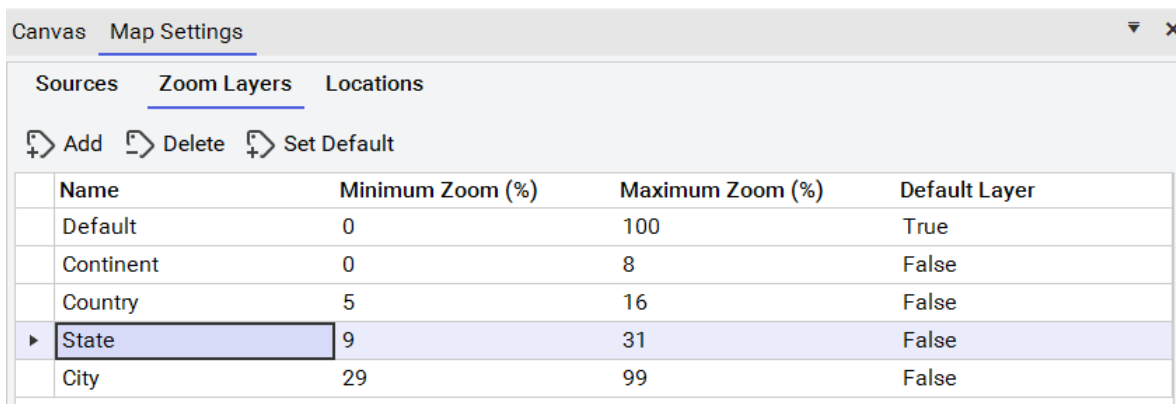 Canvas Map Settings
Sources Zoom Layers Locations
Add Delete Set Default
Name Minimum Zoom (%) Maximum Zoom (%) Default Layer
Default 0 100 True
Continent 0 8 False
Country 5 16 False
State 9 31 False
City 29 99 False